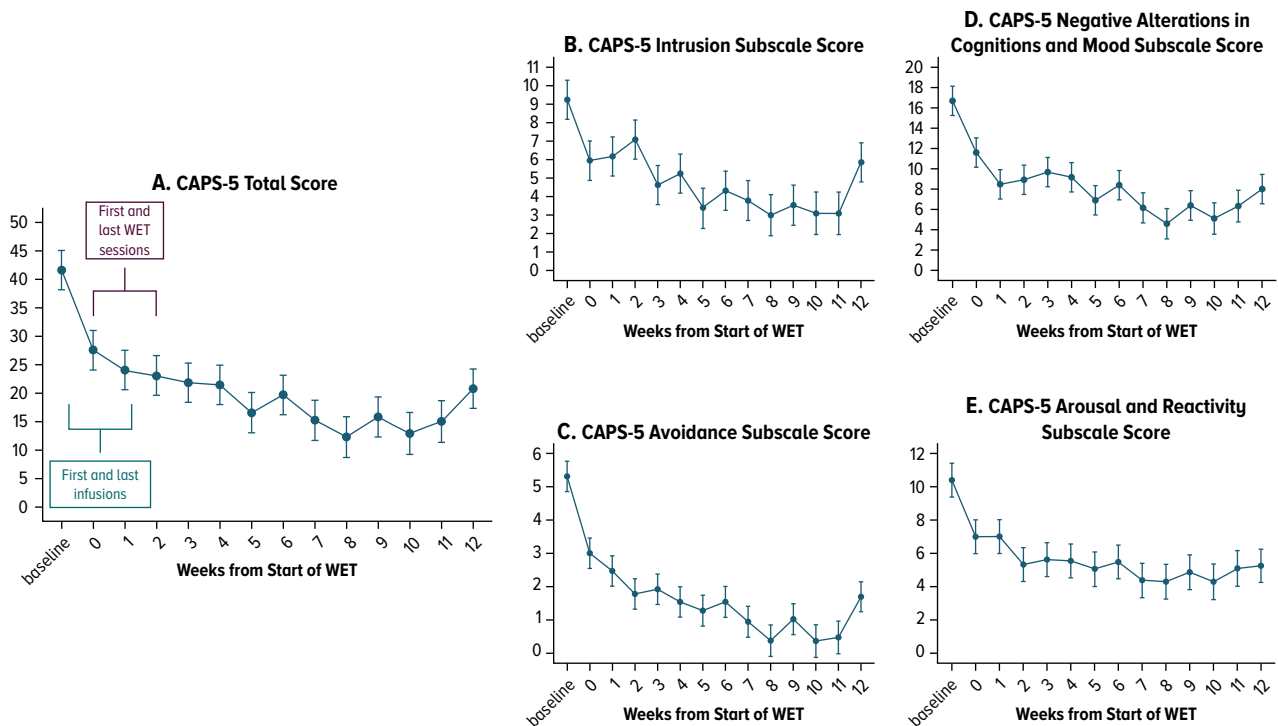 A. CAPS-5 Total Score
First and
last WET
sessions
50
45
40
35
30
25
20
15
10
5
0
First and last
infusions
baseline 0 1 2 3 4 5 6 7 8 9 10 11 12
Weeks from Start of WET
B. CAPS-5 Intrusion Subscale Score
11
10
9
8
7
6
5
4
3
2
1
0
baseline 0 1 2 3 4 5 6 7 8 9 10 11 12
Weeks from Start of WET
C. CAPS-5 Avoidance Subscale Score
6
5
4
3
2
1
0
baseline 0 1 2 3 4 5 6 7 8 9 10 11 12
Weeks from Start of WET
D. CAPS-5 Negative Alterations in
Cognitions and Mood Subscale Score
20
18
16
14
12
10
8
6
4
2
0
baseline 0 1 2 3 4 5 6 7 8 9 10 11 12
Weeks from Start of WET
E. CAPS-5 Arousal and Reactivity
Subscale Score
12
10
8
6
4
2
0
baseline 0 1 2 3 4 5 6 7 8 9 10 11 12
Weeks from Start of WET